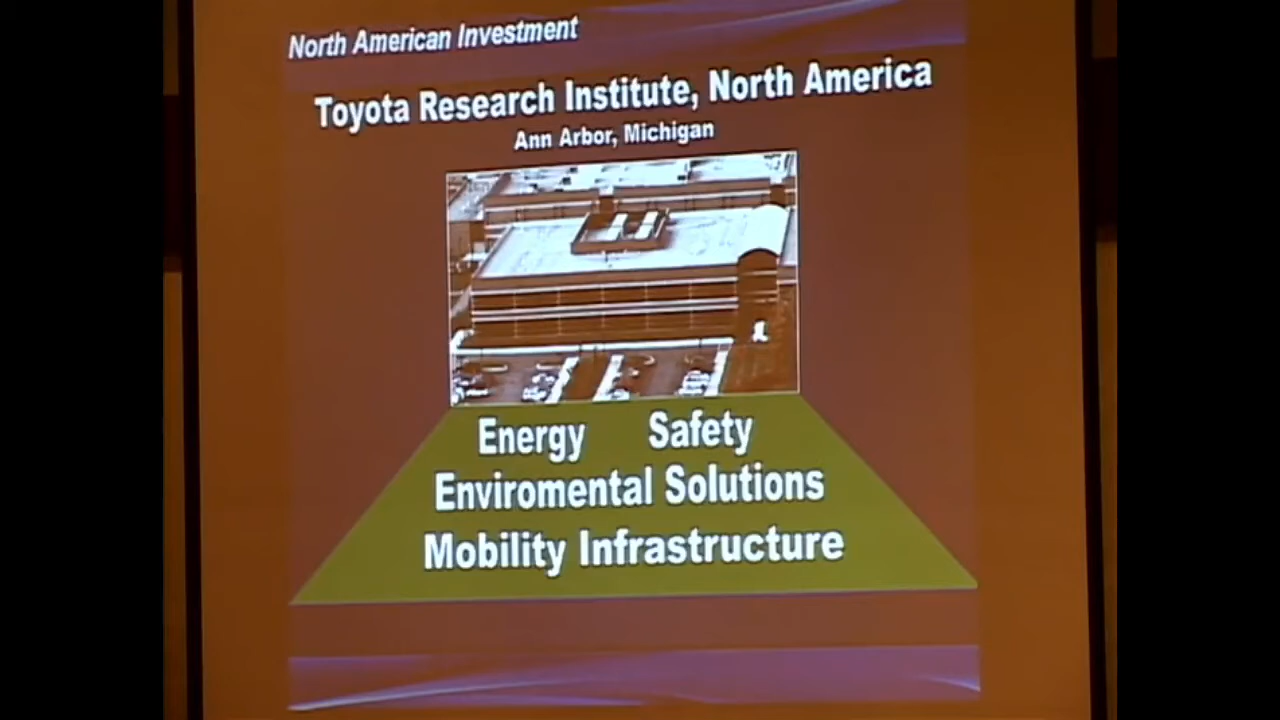 North American Investment
Toyota Research Institute, North America
Ann Arbor, Michigan
Energy Safety
Enviromental Solutions
Mobility Infrastructure